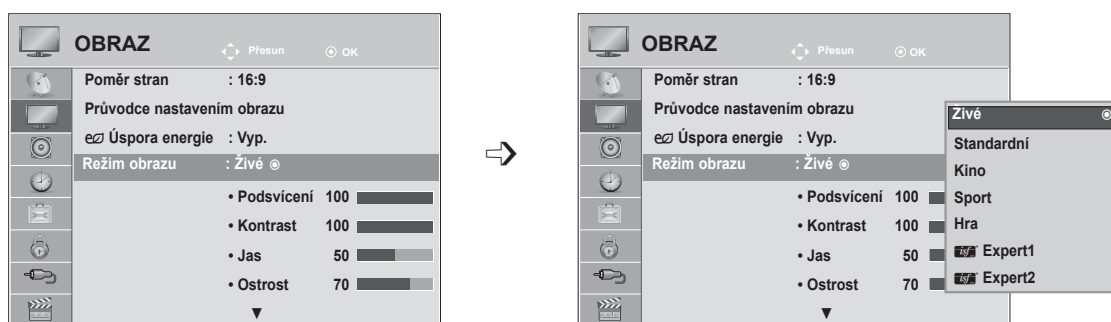 OBRAZ
Přesun
OK
Poměr stran : 16:9
Průvodce nastavením obrazu
Úspora energie : Vyp.
Režim obrazu : Živé
• Podsvícení 100
• Kontrast 100
• Jas 50
• Ostrost 70
OBRAZ
Přesun
OK
Poměr stran : 16:9
Průvodce nastavením obrazu
Úspora energie : Vyp.
Režim obrazu : Živé
• Podsvícení 100
• Kontrast 100
• Jas 50
• Ostrost 70
Živé
Standardní
Kino
Sport
Hra
isf Expert1
isf Expert2